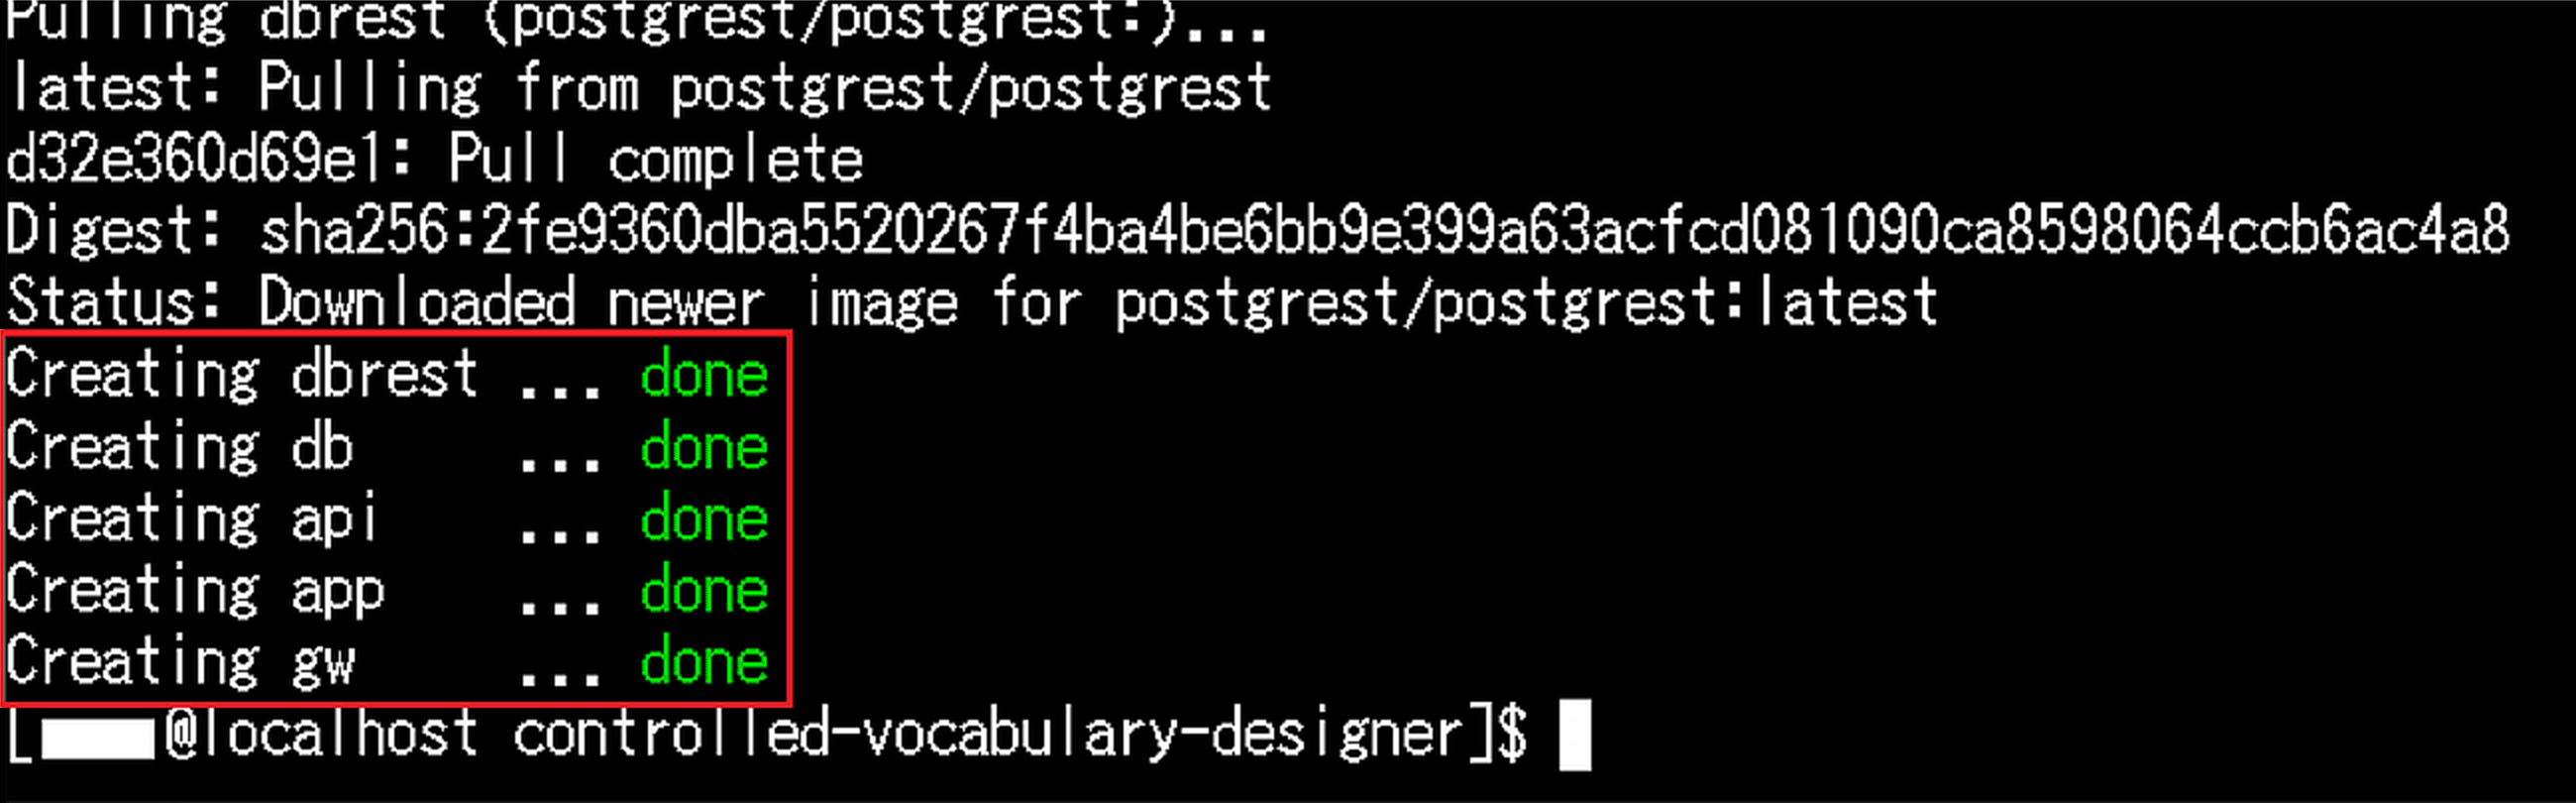 Pulling dbrest (postgrest/postgrest:)...
latest: Pulling from postgrest/postgrest
d32e360d69e1: Pull complete
Digest: sha256:2fe9360dba5520267f4ba4be6bb9e399a63acfcd081090ca8598064ccb6ac4a8
Status: Downloaded newer image for postgrest/postgrest:latest
Creating dbrest ... done
Creating db     ... done
Creating api    ... done
Creating app    ... done
Creating gw     ... done
[@localhost controlled-vocabulary-designer]$